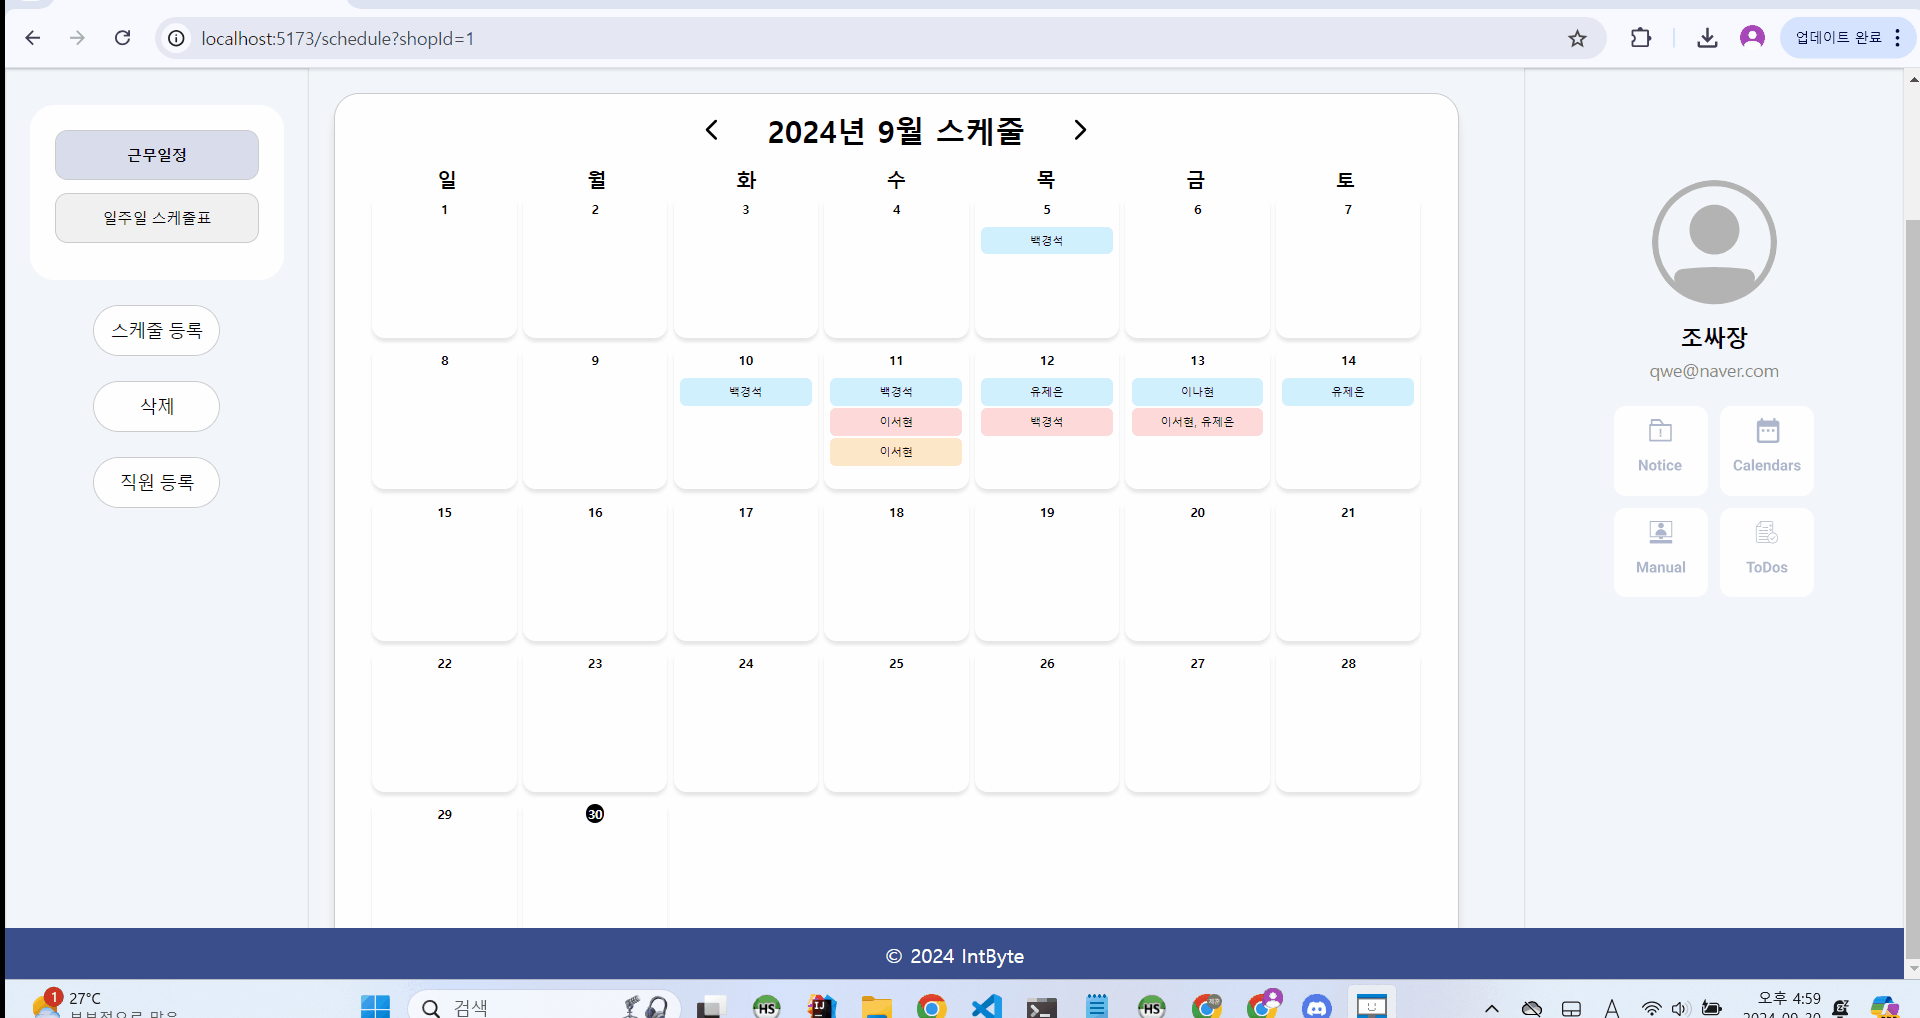 localhost:5173/schedule?shopId=1
업데이트 완료
근무일정
일주일 스케줄표
스케줄 등록
삭제
직원 등록
2024년 9월 스케줄
일 월 화 수 목 금 토
1 2 3 4 5 6 7
백경석
8 9 10 11 12 13 14
백경석 백경석 유제은 이나현 유제은
이서현 백경석 이서현, 유제은
이서현
15 16 17 18 19 20 21
22 23 24 25 26 27 28
29 30
조싸장
qwe@naver.com
Notice Calendars
Manual ToDos
© 2024 IntByte
1
27°C
검색
오후 4:59
2024-09-30